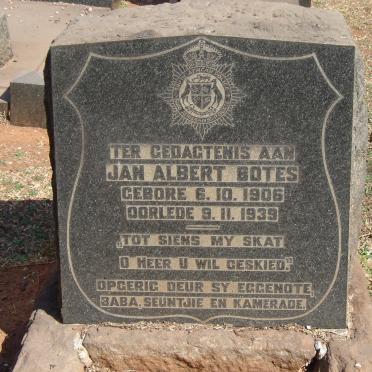 TER GEDAGTENIS AAN
JAN ALBERT BOTES
GEBORE 6. 10. 1906
OORLEDE 9. 11. 1939
„TOT SIENS MY SKAT
O HEER U WIL GESKIED."
OPGERIG DEUR SY EGGENOTE,
BABA, SEUNTJIE EN KAMERADE.